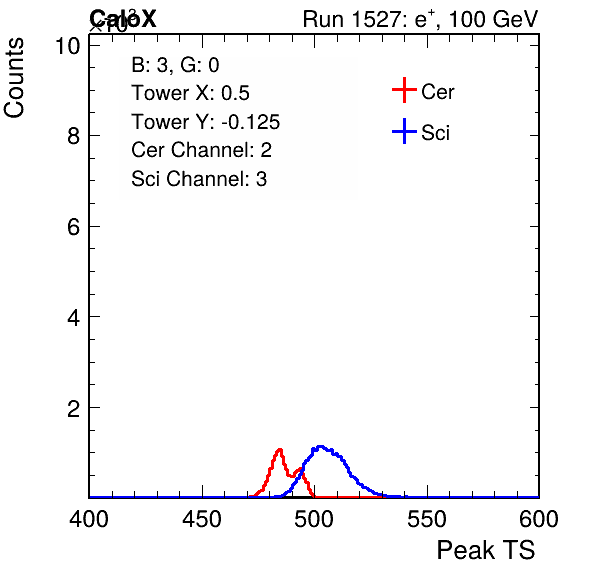 CaloX
×10³
Run 1527: e⁺, 100 GeV
Counts
B: 3, G: 0
Tower X: 0.5
Tower Y: -0.125
Cer Channel: 2
Sci Channel: 3
Cer
Sci
10
8
6
4
2
400 450 500 550 600
Peak TS